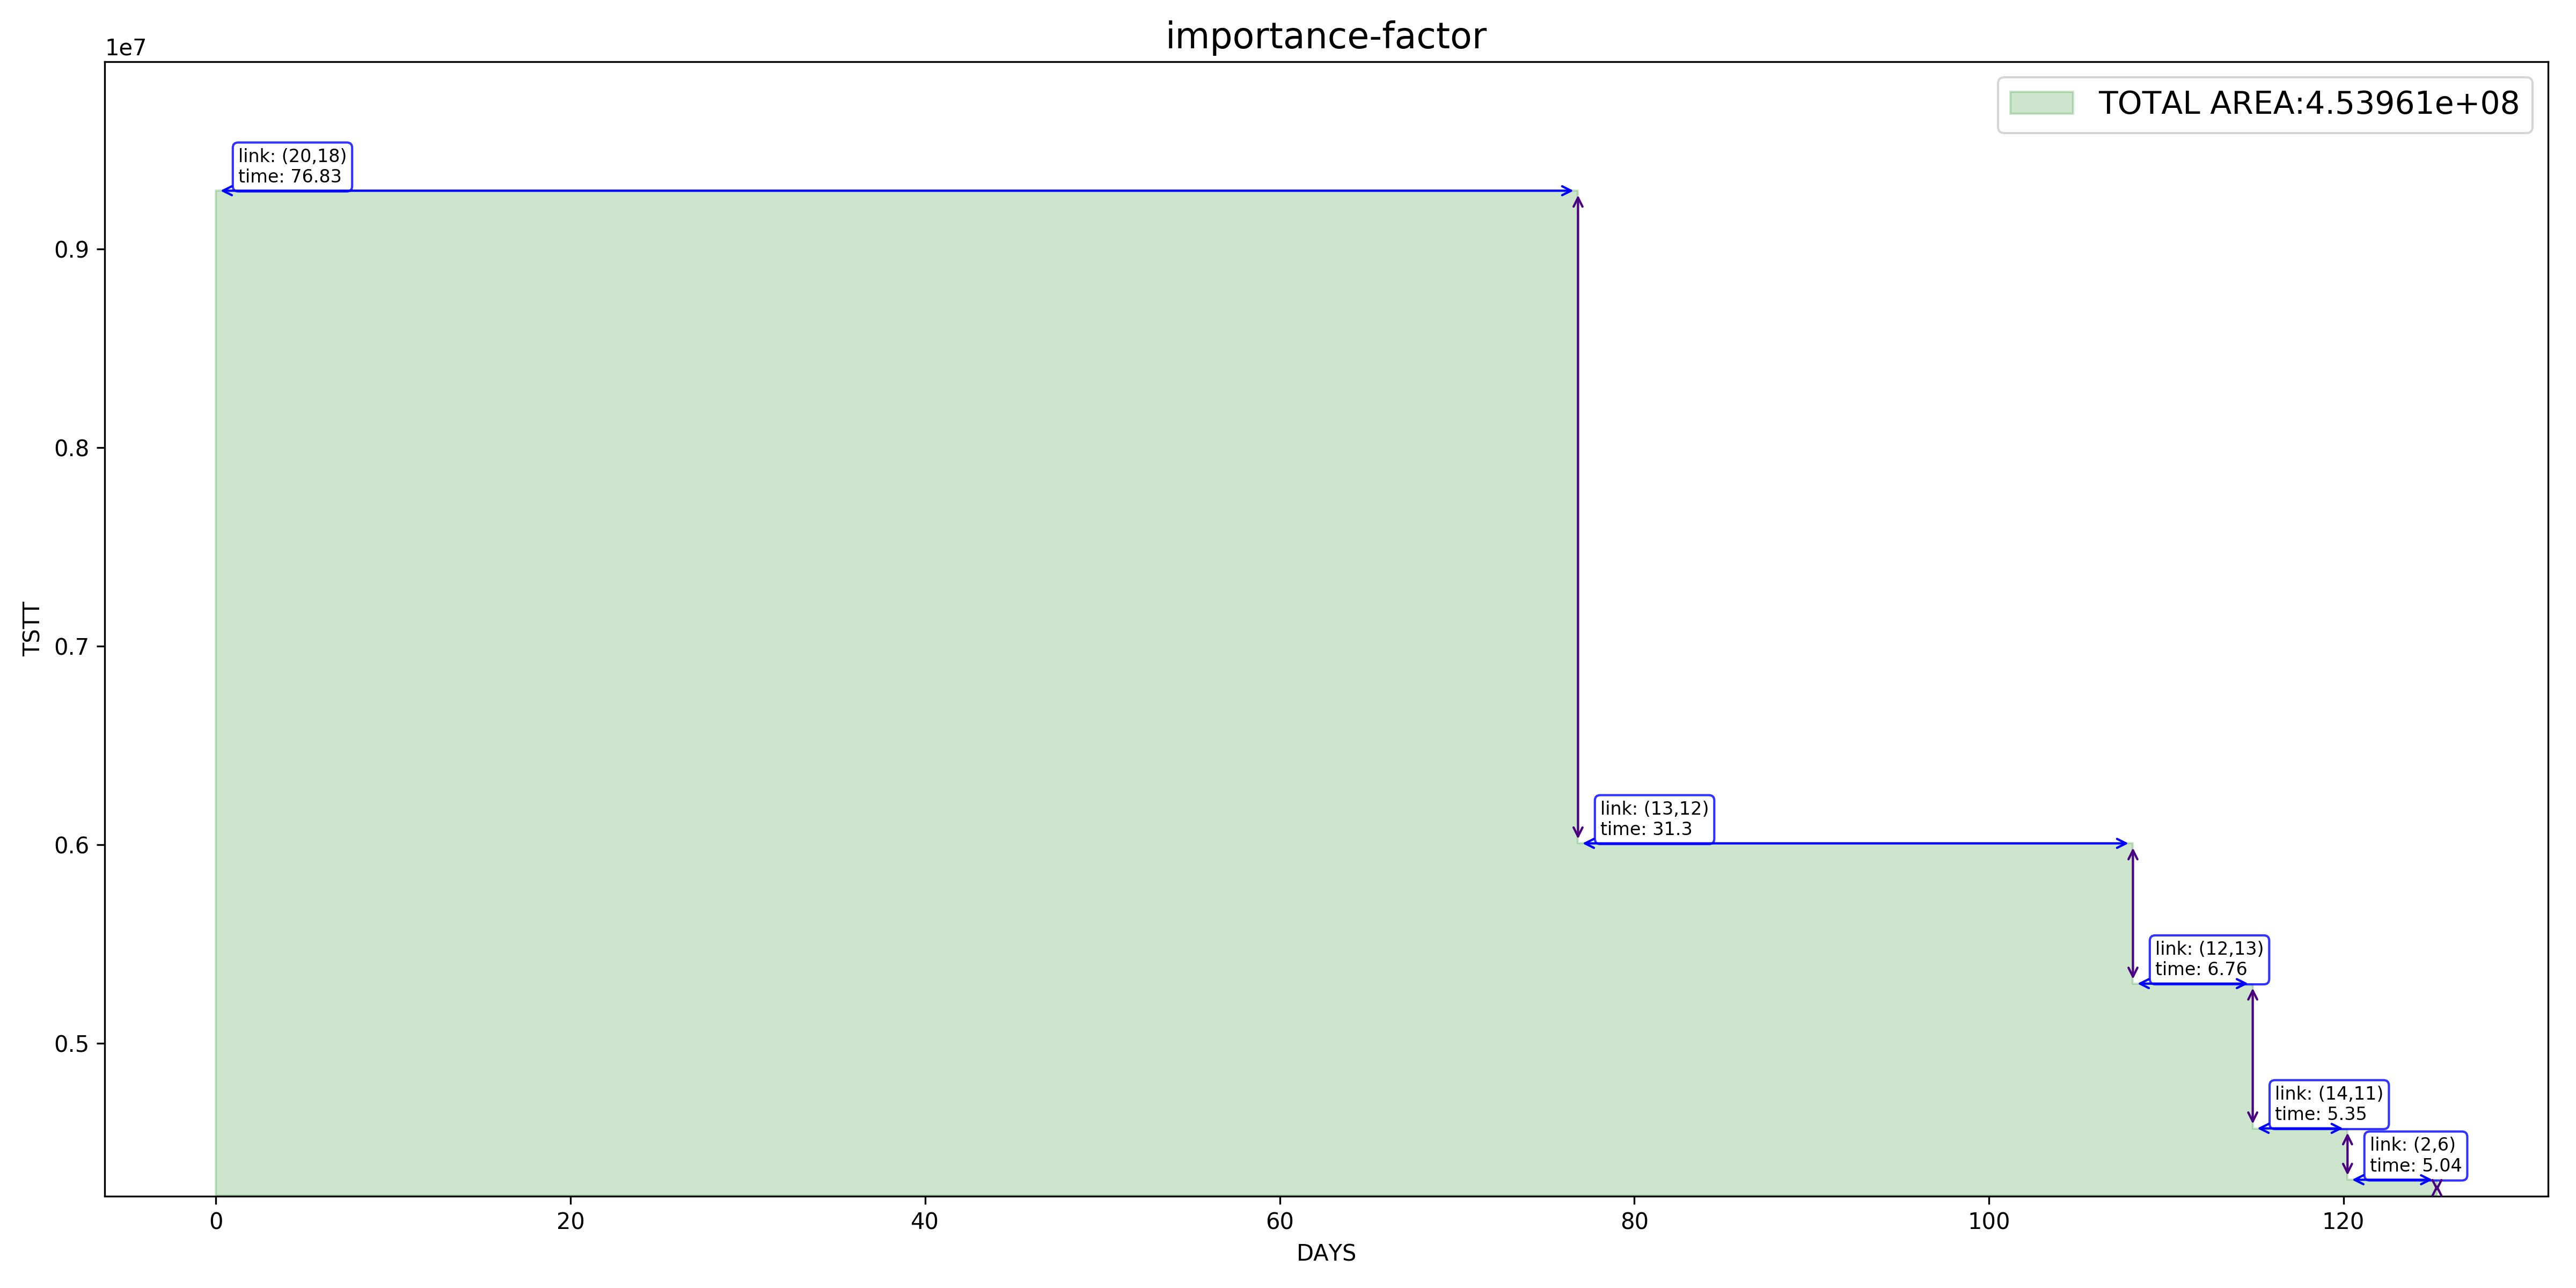 importance-factor
1e7
TOTAL AREA:4.53961e+08
link: (20,18)
time: 76.83
0.9
0.8
0.7
TSTT
link: (13,12)
time: 31.3
0.6
link: (12,13)
time: 6.76
0.5
link: (14,11)
time: 5.35
link: (2,6)
time: 5.04
0
20
40
60
80
100
120
DAYS